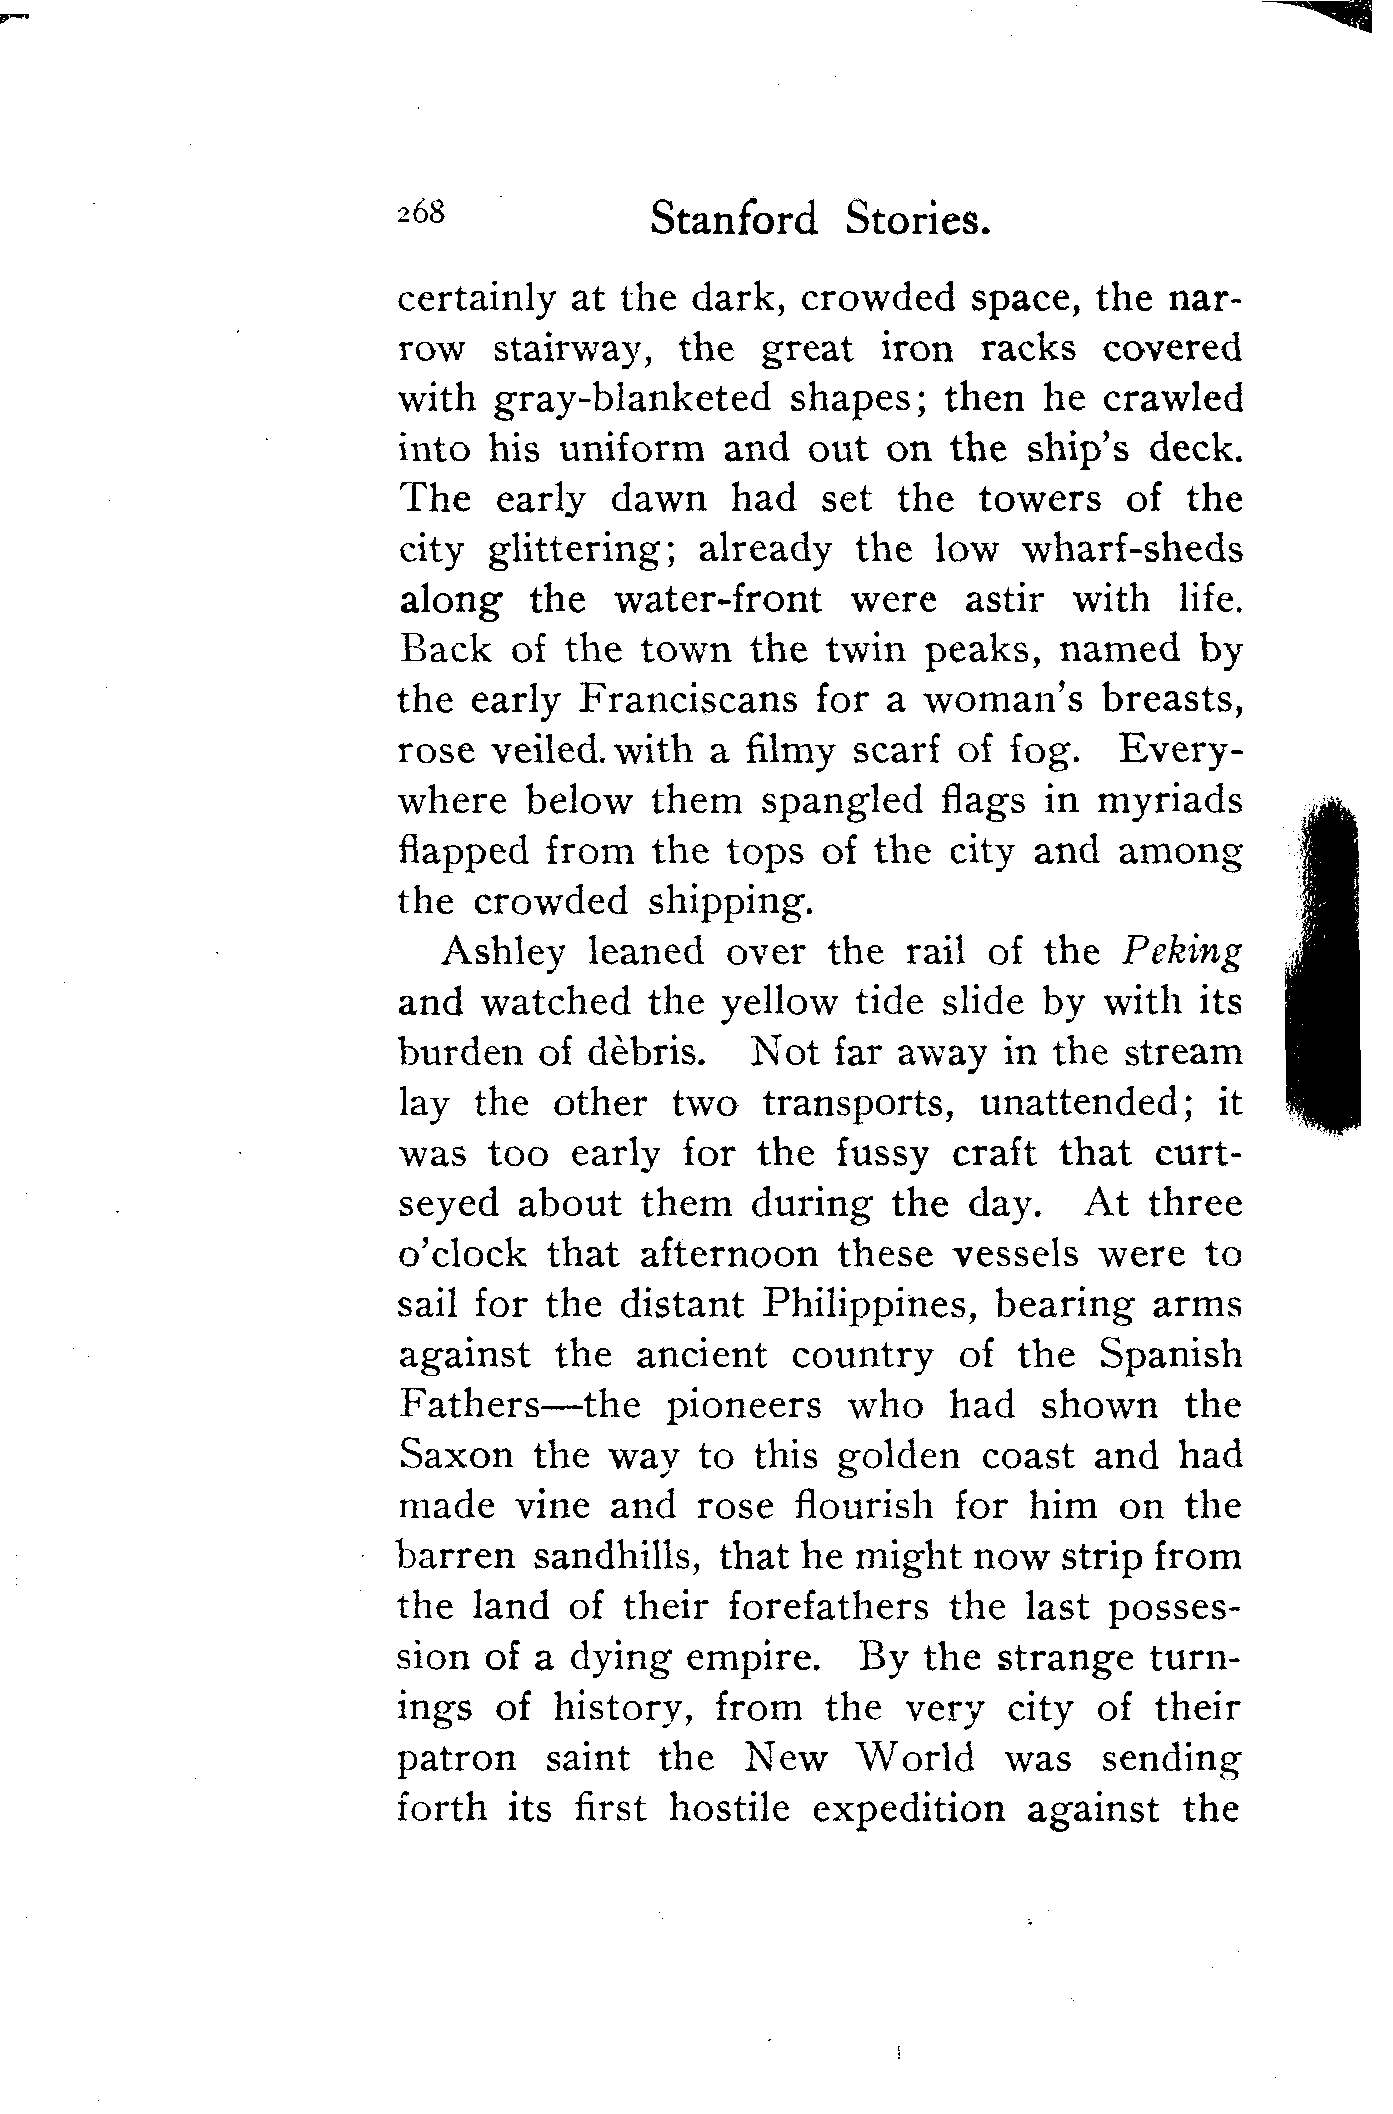 268 Stanford Stories.
certainly at the dark, crowded space, the nar-
row stairway, the great iron racks covered
with gray-blanketed shapes; then he crawled
into his uniform and out on the ship's deck.
The early dawn had set the towers of the
city glittering; already the low wharf-sheds
along the water-front were astir with life.
Back of the town the twin peaks, named by
the early Franciscans for a woman's breasts,
rose veiled. with a filmy scarf of fog. Every-
where below them spangled flags in myriads
flapped from the tops of the city and among
the crowded shipping.
Ashley leaned over the rail of the Peking
and watched the yellow tide slide by with its
burden of dèbris. Not far away in the stream
lay the other two transports, unattended; it
was too early for the fussy craft that curt-
seyed about them during the day. At three
o'clock that afternoon these vessels were to
sail for the distant Philippines, bearing arms
against the ancient country of the Spanish
Fathers—the pioneers who had shown the
Saxon the way to this golden coast and had
made vine and rose flourish for him on the
barren sandhills, that he might now strip from
the land of their forefathers the last posses-
sion of a dying empire. By the strange turn-
ings of history, from the very city of their
patron saint the New World was sending
forth its first hostile expedition against the